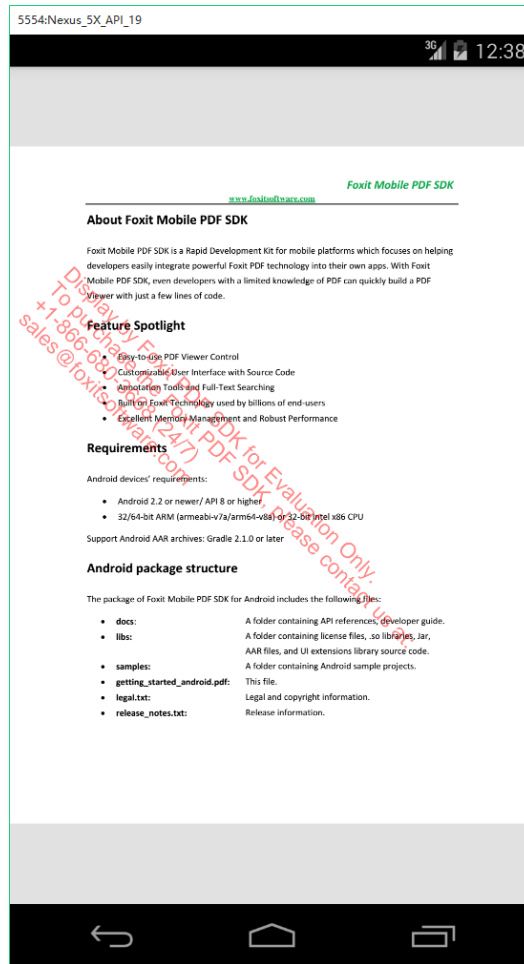 5554:Nexus_5X_API_19
3G 12:38
Foxit Mobile PDF SDK
www.foxitsoftware.com
About Foxit Mobile PDF SDK
Foxit Mobile PDF SDK is a Rapid Development Kit for mobile platforms which focuses on helping
developers easily integrate powerful Foxit PDF technology into their own apps. With Foxit
Mobile PDF SDK, even developers with a limited knowledge of PDF can quickly build a PDF
Viewer with just a few lines of code.
Feature Spotlight
• Easy-to-use PDF Viewer Control
• Customizable User Interface with Source Code
• Annotation Tools and Full-Text Searching
• Built on Foxit Technology used by billions of end-users
• Excellent Memory Management and Robust Performance
Requirements
Android devices' requirements:
• Android 2.2 or newer/ API 8 or higher
• 32/64-bit ARM (armeabi-v7a/arm64-v8a) or 32-bit Intel x86 CPU
Support Android AAR archives: Gradle 2.1.0 or later
Android package structure
The package of Foxit Mobile PDF SDK for Android includes the following files:
• docs: A folder containing API references, developer guide.
• libs: A folder containing license files, .so libraries, Jar,
AAR files, and UI extensions library source code.
• samples: A folder containing Android sample projects.
• getting_started_android.pdf: This file.
• legal.txt: Legal and copyright information.
• release_notes.txt: Release information.
Display by Foxit PDF SDK for Evaluation Only.
To purchase the Foxit PDF SDK, please contact us at:
+1-866-680-3668 (24/7)
sales@foxitsoftware.com